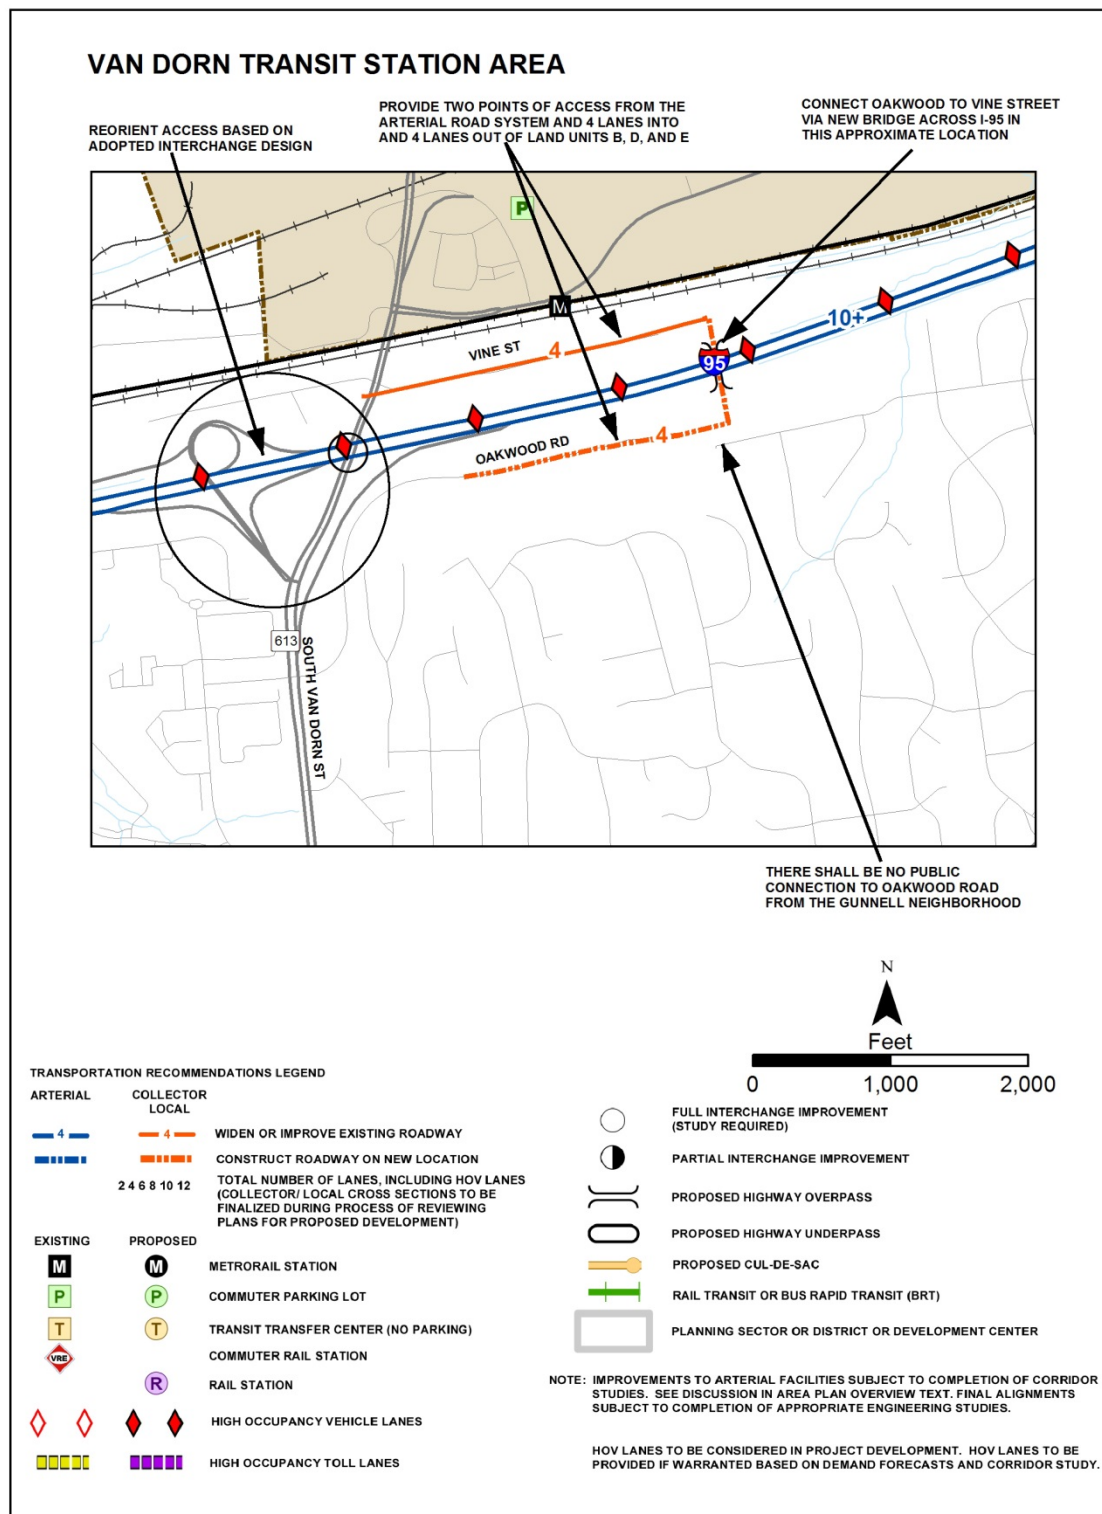 VAN DORN TRANSIT STATION AREA
REORIENT ACCESS BASED ON
ADOPTED INTERCHANGE DESIGN
PROVIDE TWO POINTS OF ACCESS FROM THE
ARTERIAL ROAD SYSTEM AND 4 LANES INTO
AND 4 LANES OUT OF LAND UNITS B, D, AND E
CONNECT OAKWOOD TO VINE STREET
VIA NEW BRIDGE ACROSS I-95 IN
THIS APPROXIMATE LOCATION
P
M
10+
VINE ST
4
95
OAKWOOD RD
4
613
SOUTH VAN DORN ST
THERE SHALL BE NO PUBLIC
CONNECTION TO OAKWOOD ROAD
FROM THE GUNNELL NEIGHBORHOOD
N
Feet
0 1,000 2,000
TRANSPORTATION RECOMMENDATIONS LEGEND
ARTERIAL
COLLECTOR
LOCAL
4 4 WIDEN OR IMPROVE EXISTING ROADWAY
CONSTRUCT ROADWAY ON NEW LOCATION
2 4 6 8 10 12
TOTAL NUMBER OF LANES, INCLUDING HOV LANES
(COLLECTOR/ LOCAL CROSS SECTIONS TO BE
FINALIZED DURING PROCESS OF REVIEWING
PLANS FOR PROPOSED DEVELOPMENT)
EXISTING PROPOSED
M M METRORAIL STATION
P P COMMUTER PARKING LOT
T T TRANSIT TRANSFER CENTER (NO PARKING)
VRE COMMUTER RAIL STATION
R RAIL STATION
HIGH OCCUPANCY VEHICLE LANES
HIGH OCCUPANCY TOLL LANES
FULL INTERCHANGE IMPROVEMENT
(STUDY REQUIRED)
PARTIAL INTERCHANGE IMPROVEMENT
PROPOSED HIGHWAY OVERPASS
PROPOSED HIGHWAY UNDERPASS
PROPOSED CUL-DE-SAC
RAIL TRANSIT OR BUS RAPID TRANSIT (BRT)
PLANNING SECTOR OR DISTRICT OR DEVELOPMENT CENTER
NOTE: IMPROVEMENTS TO ARTERIAL FACILITIES SUBJECT TO COMPLETION OF CORRIDOR
STUDIES. SEE DISCUSSION IN AREA PLAN OVERVIEW TEXT. FINAL ALIGNMENTS
SUBJECT TO COMPLETION OF APPROPRIATE ENGINEERING STUDIES.
HOV LANES TO BE CONSIDERED IN PROJECT DEVELOPMENT. HOV LANES TO BE
PROVIDED IF WARRANTED BASED ON DEMAND FORECASTS AND CORRIDOR STUDY.